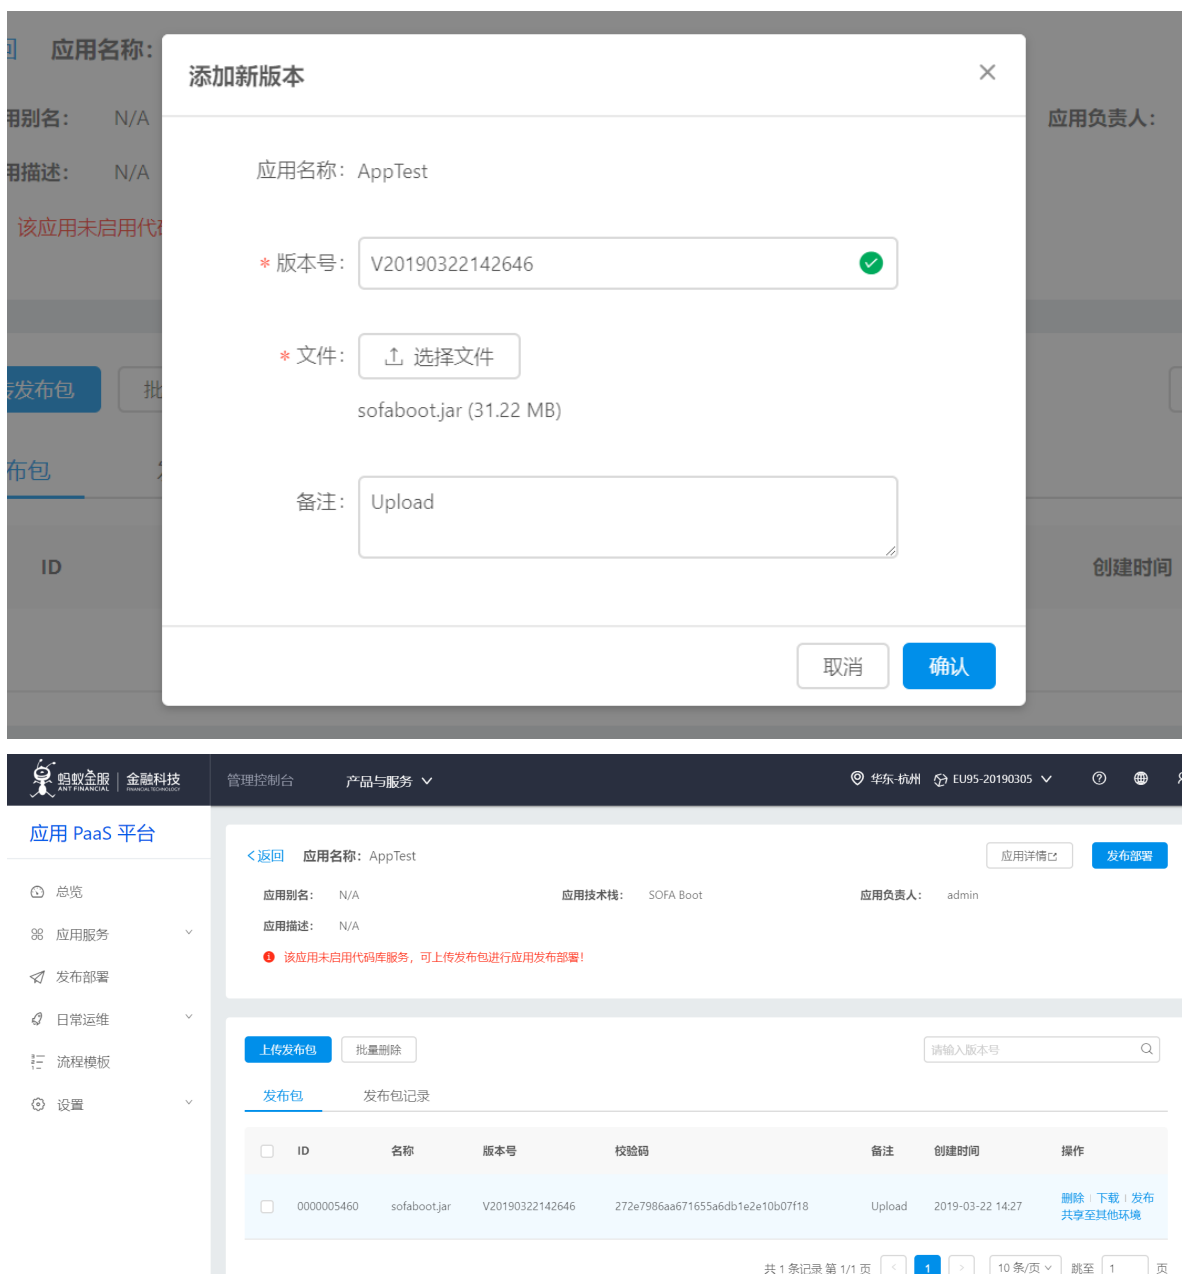 回 应用名称：
添加新版本
用别名： N/A
应用负责人：
用描述： N/A
应用名称： AppTest
该应用未启用代
* 版本号： V20190322142646
* 文件： 选择文件
发布包 批
sofaboot.jar (31.22 MB)
布包
备注： Upload
ID
创建时间
取消 确认
蚂蚁金服 金融科技
ANT FINANCIAL FINANCIAL TECHNOLOGY
管理控制台 产品与服务 华东-杭州 EU95-20190305
应用 PaaS 平台
返回 应用名称： AppTest 应用详情 发布部署
总览
应用服务
发布部署
日常运维
流程模板
设置
应用别名： N/A 应用技术栈： SOFA Boot 应用负责人： admin
应用描述： N/A
该应用未启用代码库服务，可上传发布包进行应用发布部署！
上传发布包 批量删除 请输入版本号
发布包 发布包记录
ID 名称 版本号 校验码 备注 创建时间 操作
0000005460 sofaboot.jar V20190322142646 272e7986aa671655a6db1e2e10b07f18 Upload 2019-03-22 14:27 删除 下载 发布
共享至其他环境
共 1 条记录 第 1/1 页 < 1 > 10 条/页 跳至 1 页